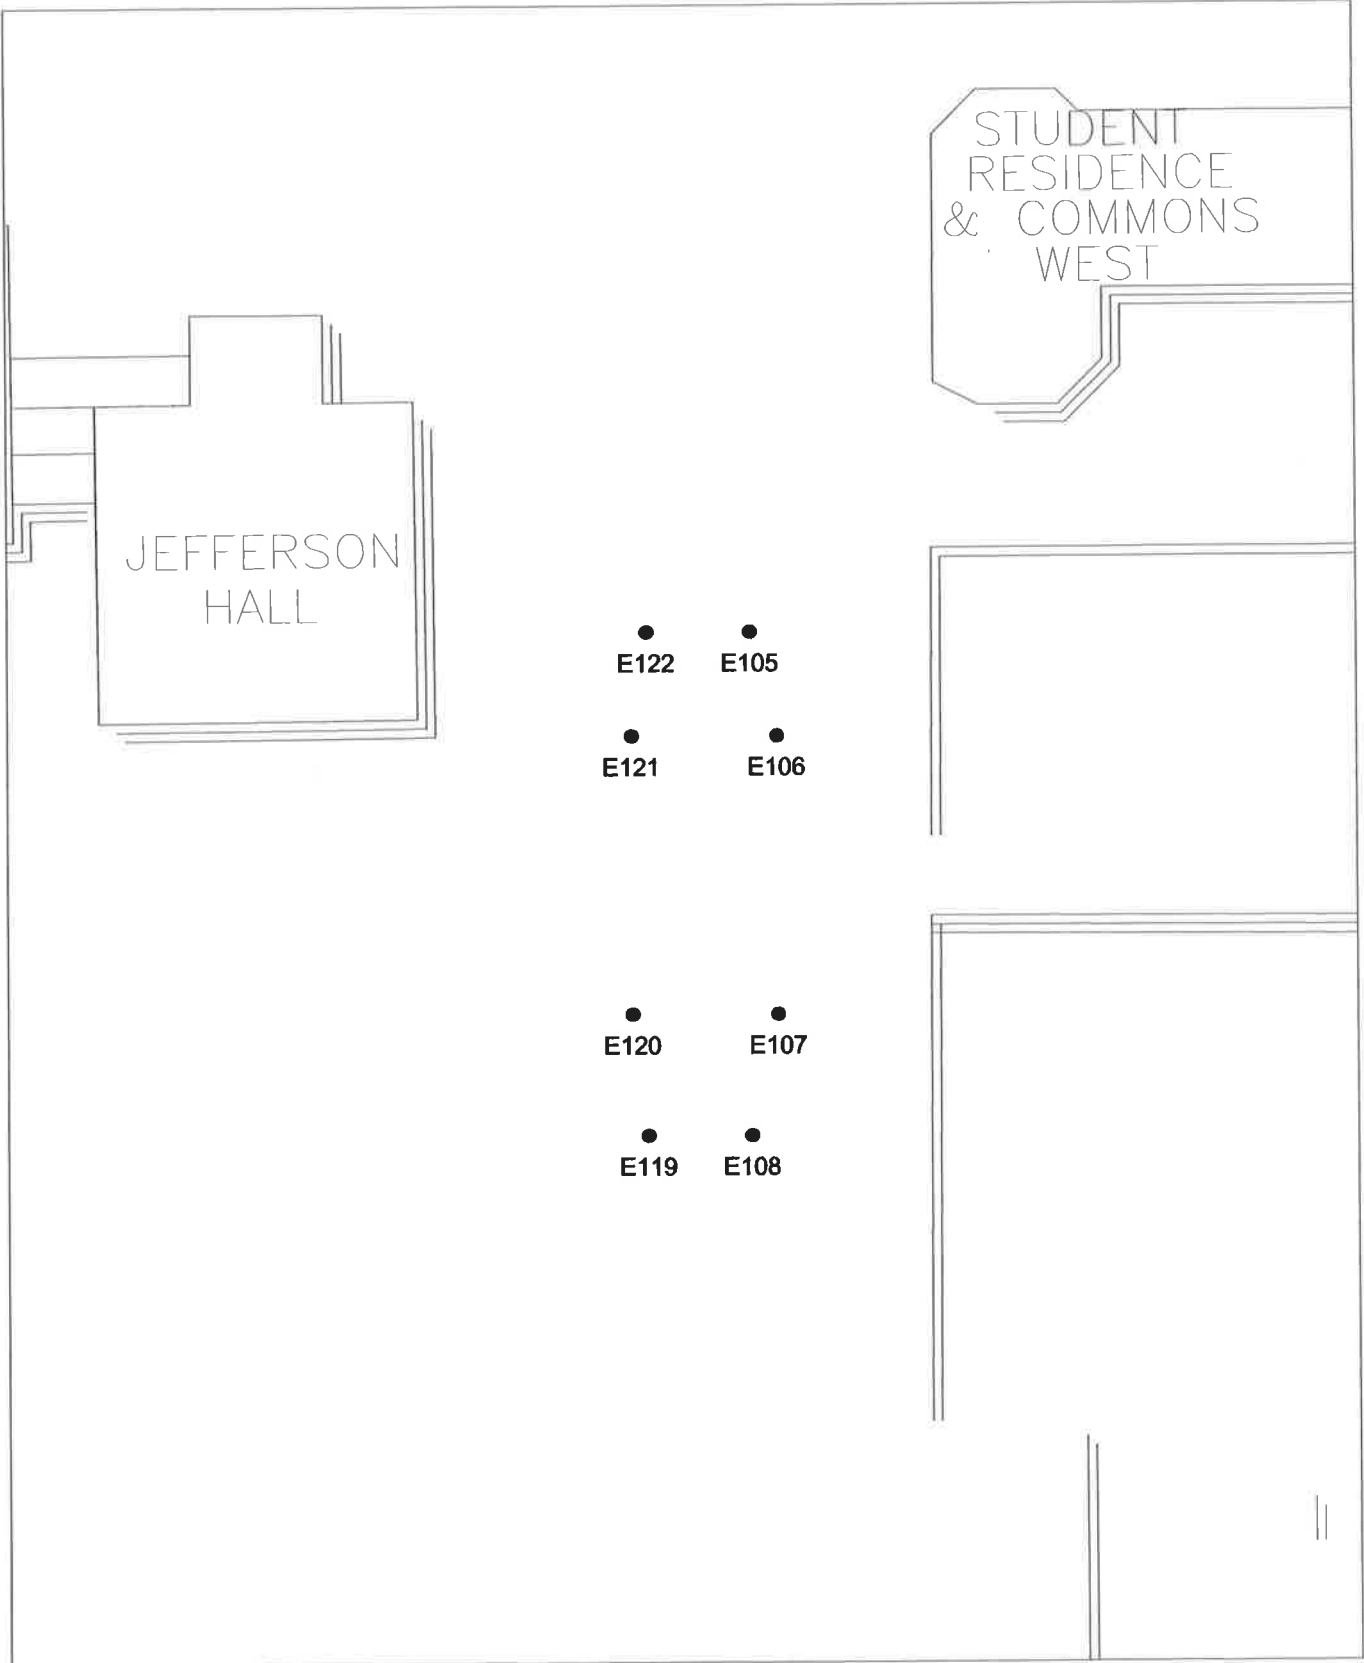 STUDENT
RESIDENCE
& COMMONS
WEST
JEFFERSON
HALL
E122 E105
E121 E106
E120 E107
E119 E108